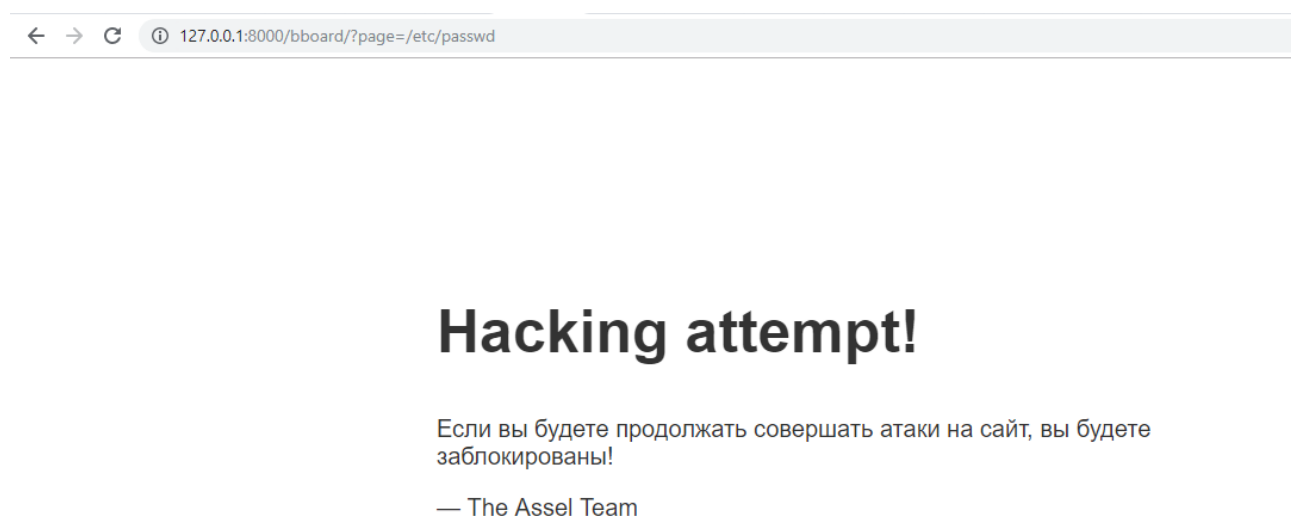 127.0.0.1:8000/bboard/?page=/etc/passwd
Hacking attempt!
Если вы будете продолжать совершать атаки на сайт, вы будете
заблокированы!
— The Assel Team